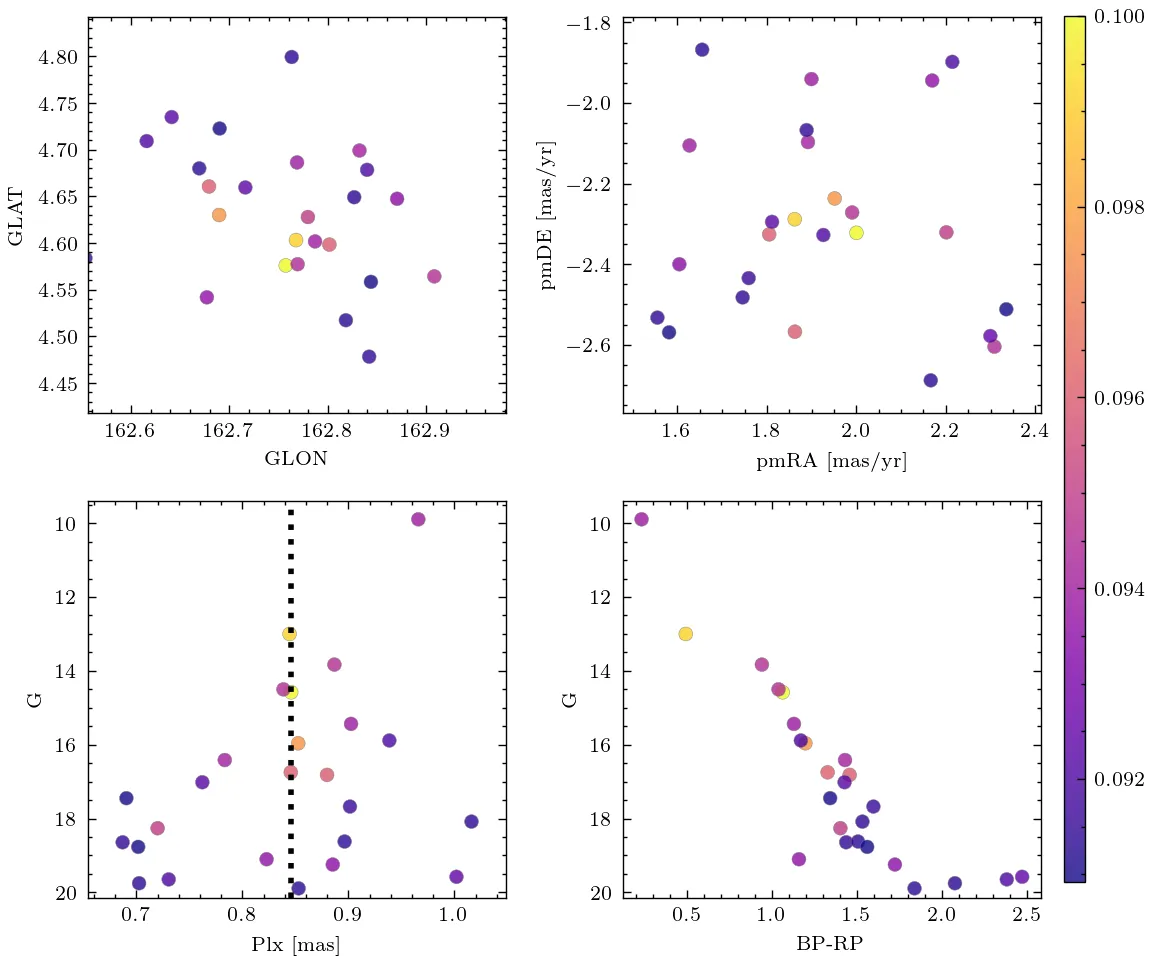 4.80
4.75
4.70
4.65
4.60
4.55
4.50
4.45
GLAT
162.6 162.7 162.8 162.9
GLON
−1.8
−2.0
−2.2
−2.4
−2.6
pmDE [mas/yr]
1.6 1.8 2.0 2.2 2.4
pmRA [mas/yr]
0.100
0.098
0.096
0.094
0.092
10
12
14
16
18
20
G
0.7 0.8 0.9 1.0
Plx [mas]
10
12
14
16
18
20
G
0.5 1.0 1.5 2.0 2.5
BP-RP